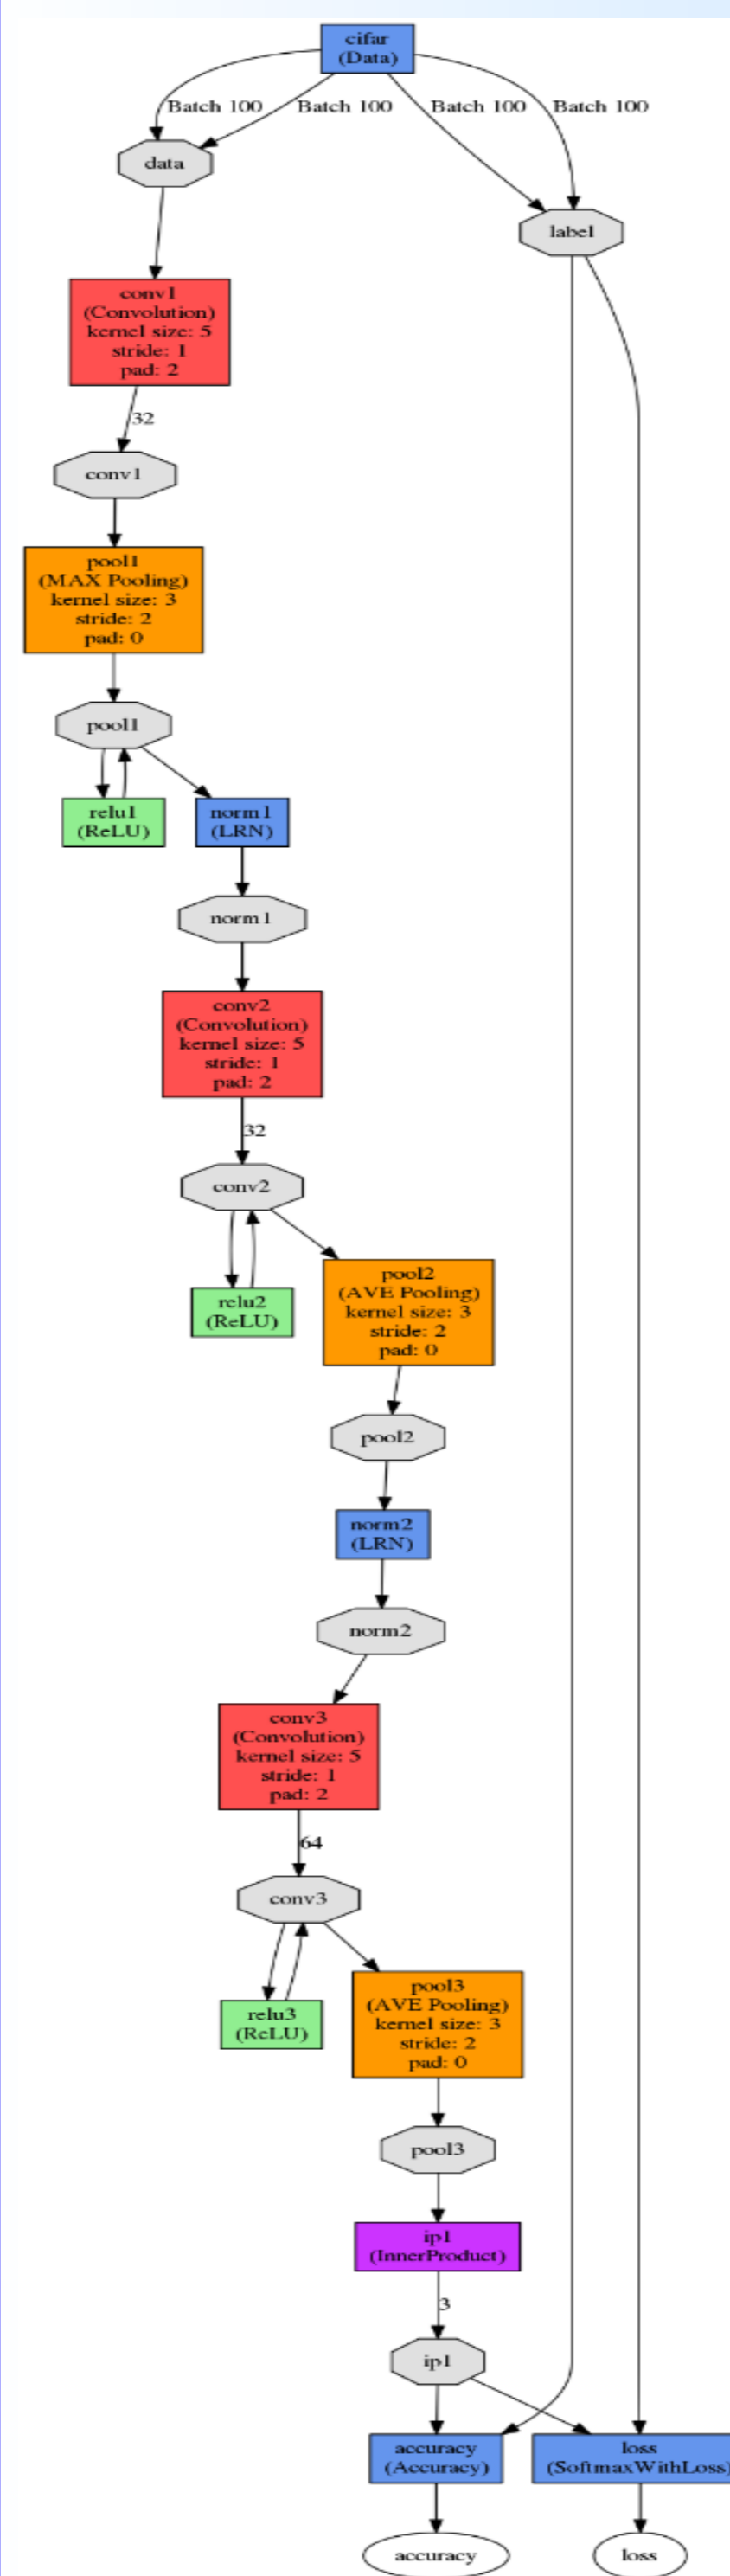 cifar
(Data)
Batch 100
Batch 100
Batch 100
Batch 100
data
label
conv1
(Convolution)
kernel size: 5
stride: 1
pad: 2
32
conv1
pool1
(MAX Pooling)
kernel size: 3
stride: 2
pad: 0
pool1
relu1
(ReLU)
norm1
(LRN)
norm1
conv2
(Convolution)
kernel size: 5
stride: 1
pad: 2
32
conv2
relu2
(ReLU)
pool2
(AVE Pooling)
kernel size: 3
stride: 2
pad: 0
pool2
norm2
(LRN)
norm2
conv3
(Convolution)
kernel size: 5
stride: 1
pad: 2
64
conv3
relu3
(ReLU)
pool3
(AVE Pooling)
kernel size: 3
stride: 2
pad: 0
pool3
ip1
(InnerProduct)
3
ip1
accuracy
(Accuracy)
loss
(SoftmaxWithLoss)
accuracy
loss